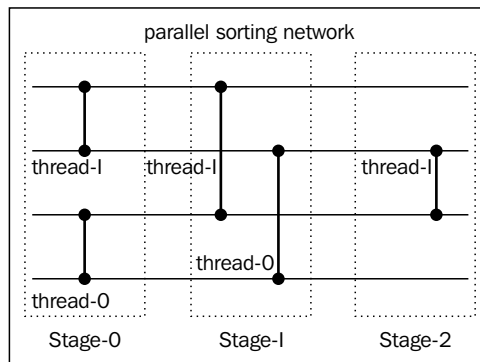 parallel sorting network
thread-I
thread-I
thread-I
thread-0
thread-0
Stage-0
Stage-I
Stage-2